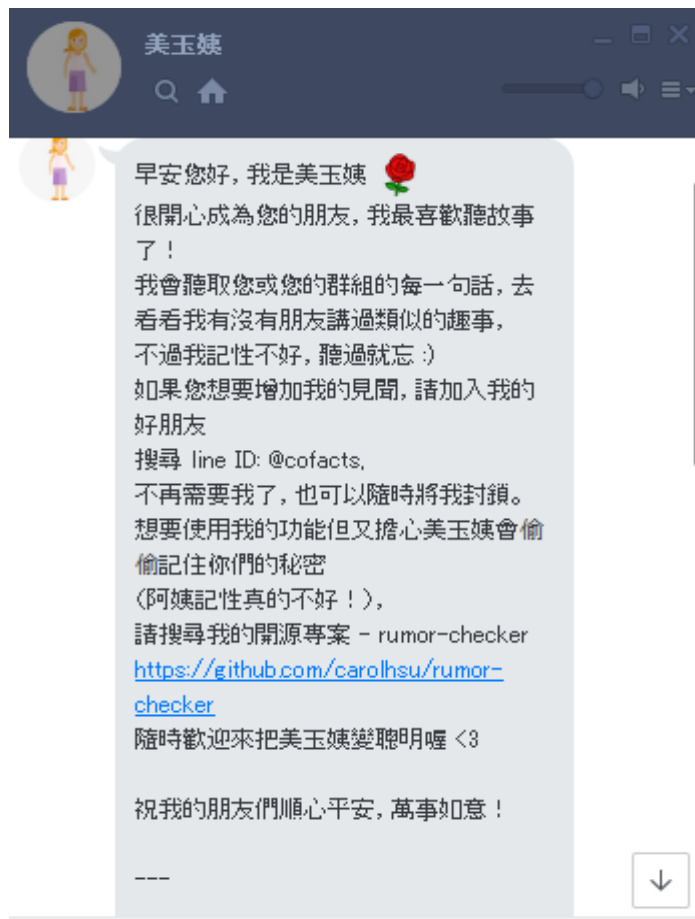 美玉姨
早安您好, 我是美玉姨
很開心成為您的朋友, 我最喜歡聽故事
了！
我會聽取您或您的群組的每一句話, 去
看看我有沒有朋友講過類似的趣事,
不過我記性不好, 聽過就忘 :)
如果您想要增加我的見聞, 請加入我的
好朋友
搜尋 line ID: @cofacts,
不再需要我了, 也可以隨時將我封鎖。
想要使用我的功能但又擔心美玉姨會偷
偷記住你們的秘密
(阿姨記性真的不好！),
請搜尋我的開源專案 - rumor-checker
https://github.com/carolhsu/rumor-
checker
隨時歡迎來把美玉姨變聰明喔 <3
祝我的朋友們順心平安, 萬事如意！
---